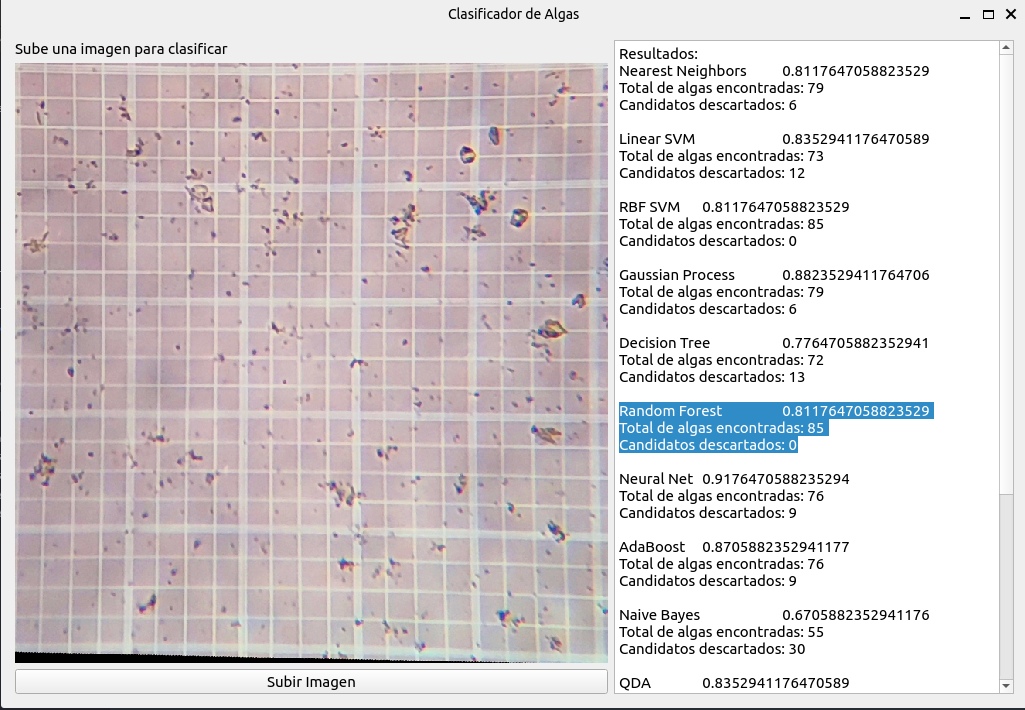 Clasificador de Algas
Sube una imagen para clasificar
Subir Imagen
Resultados:
Nearest Neighbors 0.8117647058823529
Total de algas encontradas: 79
Candidatos descartados: 6
Linear SVM 0.8352941176470589
Total de algas encontradas: 73
Candidatos descartados: 12
RBF SVM 0.8117647058823529
Total de algas encontradas: 85
Candidatos descartados: 0
Gaussian Process 0.8823529411764706
Total de algas encontradas: 79
Candidatos descartados: 6
Decision Tree 0.7764705882352941
Total de algas encontradas: 72
Candidatos descartados: 13
Random Forest 0.8117647058823529
Total de algas encontradas: 85
Candidatos descartados: 0
Neural Net 0.9176470588235294
Total de algas encontradas: 76
Candidatos descartados: 9
AdaBoost 0.8705882352941177
Total de algas encontradas: 76
Candidatos descartados: 9
Naive Bayes 0.6705882352941176
Total de algas encontradas: 55
Candidatos descartados: 30
QDA 0.8352941176470589